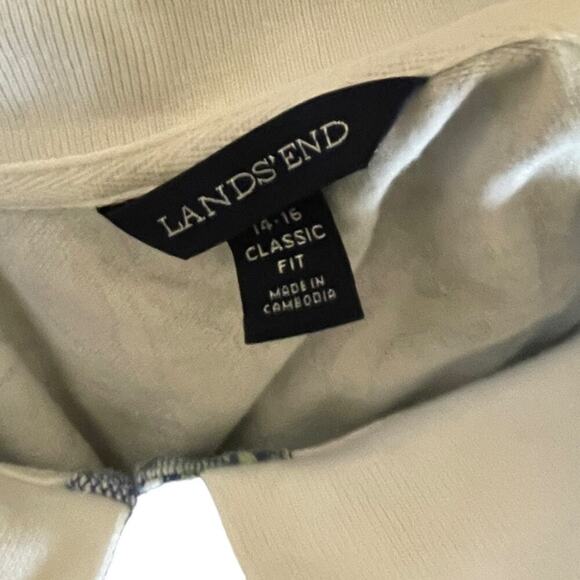 LANDS' END
14-16
CLASSIC
FIT
MADE IN
CAMBODIA